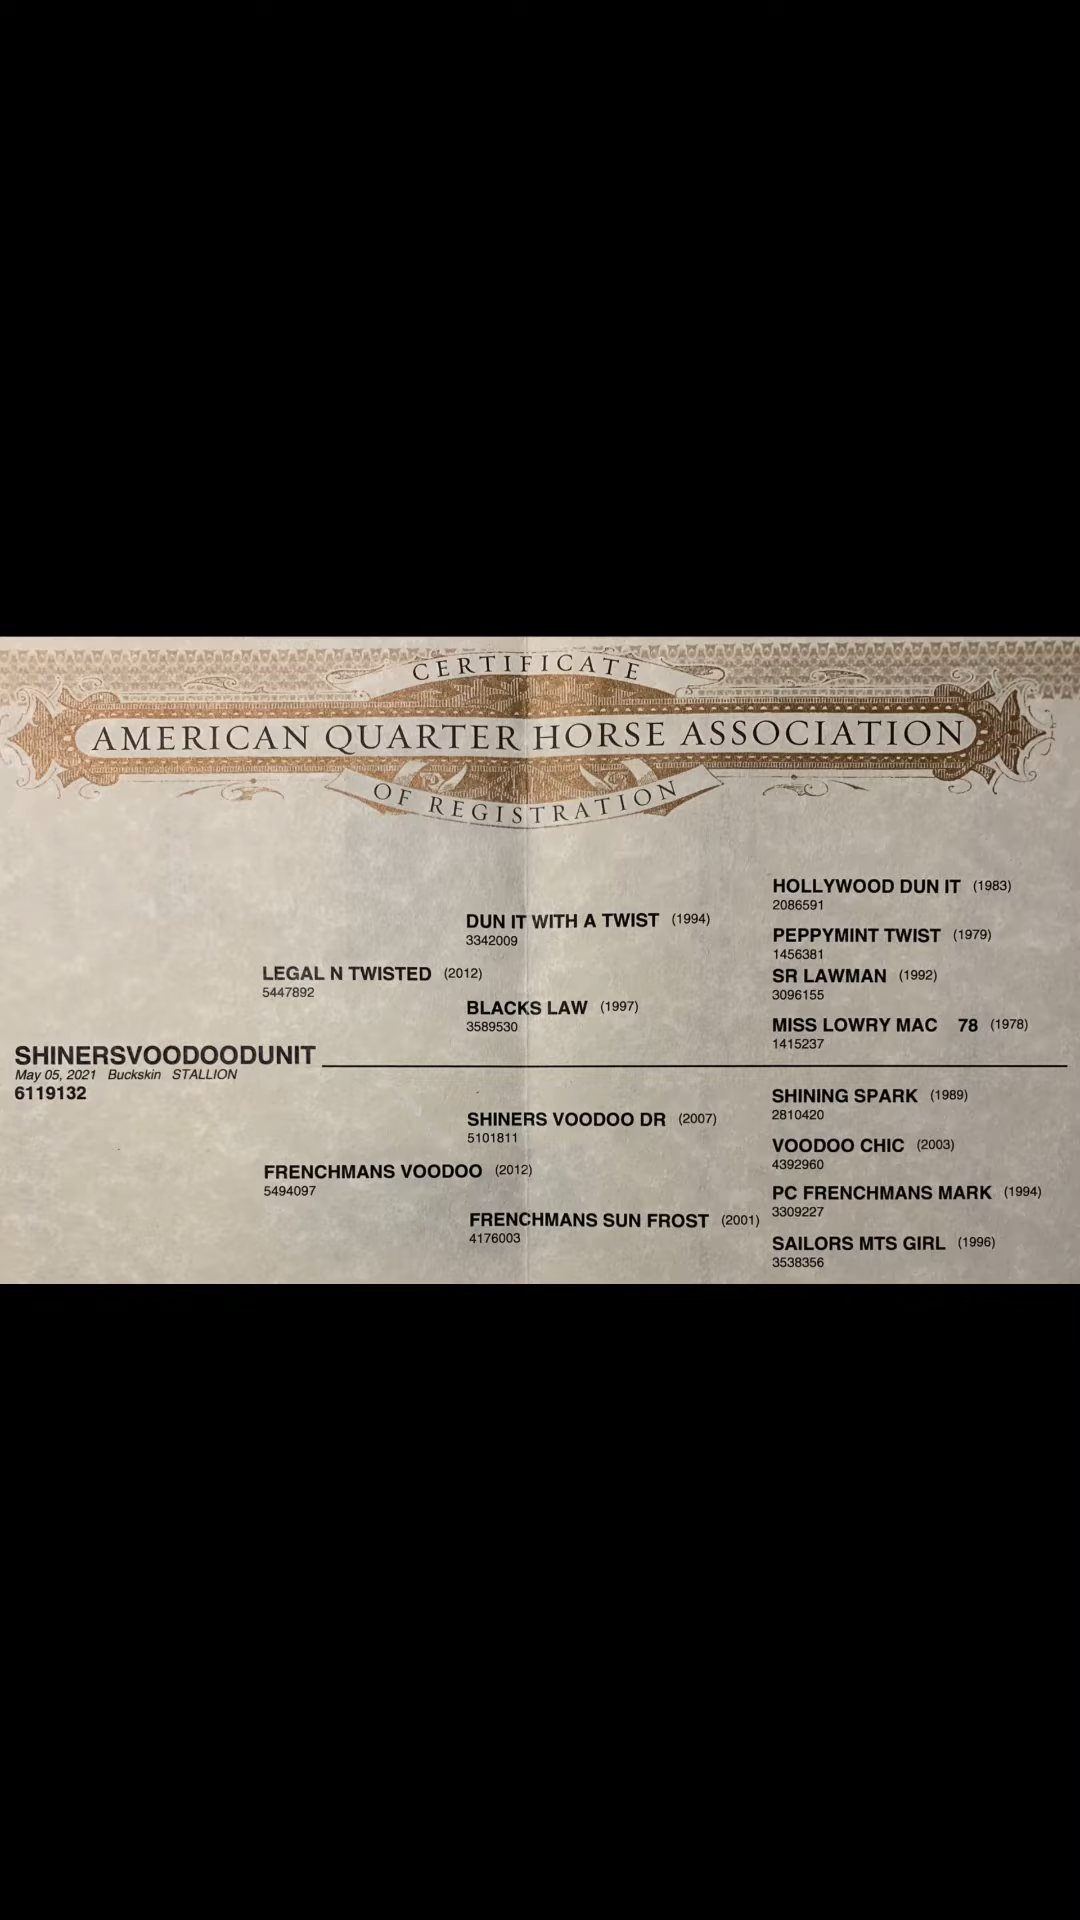 CERTIFICATE
AMERICAN QUARTER HORSE ASSOCIATION
OF REGISTRATION
HOLLYWOOD DUN IT (1983)
2086591
DUN IT WITH A TWIST (1994)
3342009
PEPPYMINT TWIST (1979)
1456381
LEGAL N TWISTED (2012)
5447892
SR LAWMAN (1992)
3096155
BLACKS LAW (1997)
3589530
MISS LOWRY MAC 78 (1978)
1415237
SHINERSVOODOODUNIT
May 05, 2021 Buckskin STALLION
6119132
SHINING SPARK (1989)
2810420
SHINERS VOODOO DR (2007)
5101811
VOODOO CHIC (2003)
4392960
FRENCHMANS VOODOO (2012)
5494097
PC FRENCHMANS MARK (1994)
3309227
FRENCHMANS SUN FROST (2001)
4176003
SAILORS MTS GIRL (1996)
3538356